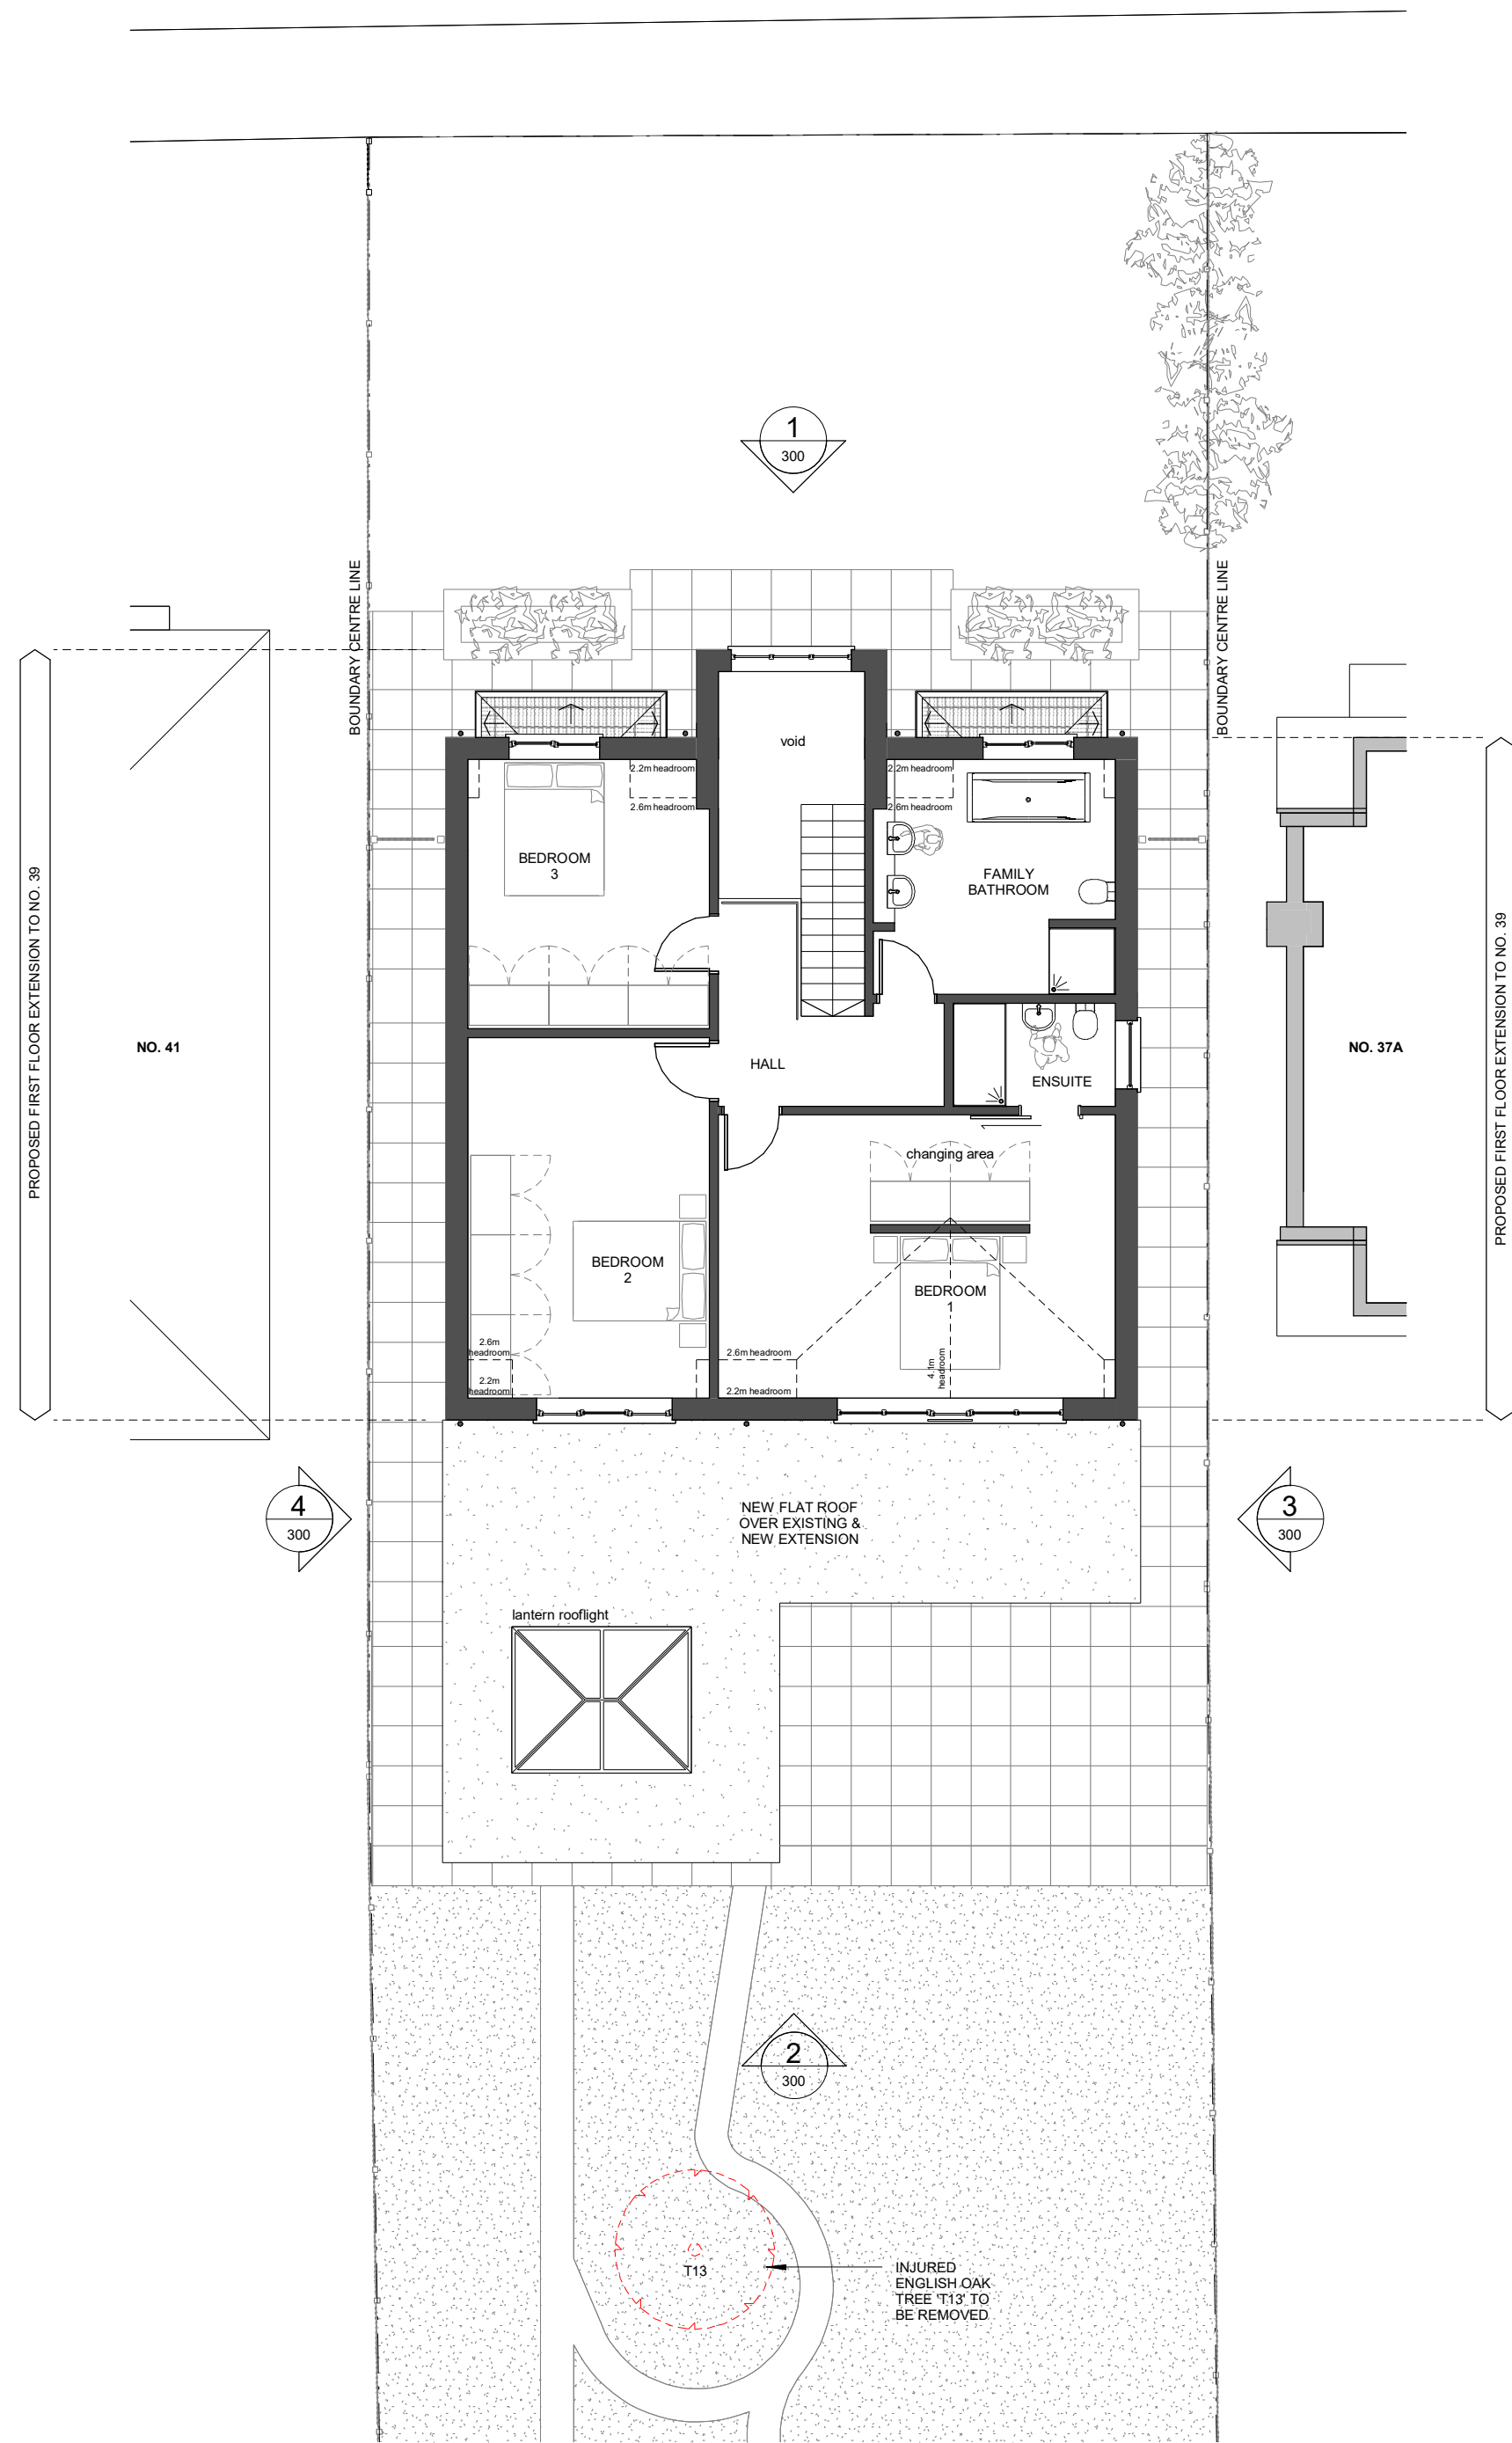 1
300
BOUNDARY CENTRE LINE
BOUNDARY CENTRE LINE
void
2.2m headroom
2.6m headroom
2.2m headroom
2.6m headroom
BEDROOM
3
FAMILY
BATHROOM
PROPOSED FIRST FLOOR EXTENSION TO NO. 39
PROPOSED FIRST FLOOR EXTENSION TO NO. 39
NO. 41
NO. 37A
HALL
ENSUITE
changing area
BEDROOM
2
BEDROOM
1
2.6m
headroom
2.2m
headroom
2.6m headroom
2.2m headroom
4.1m
headroom
4
300
3
300
NEW FLAT ROOF
OVER EXISTING &
NEW EXTENSION
lantern rooflight
2
300
T13
INJURED
ENGLISH OAK
TREE 'T13' TO
BE REMOVED